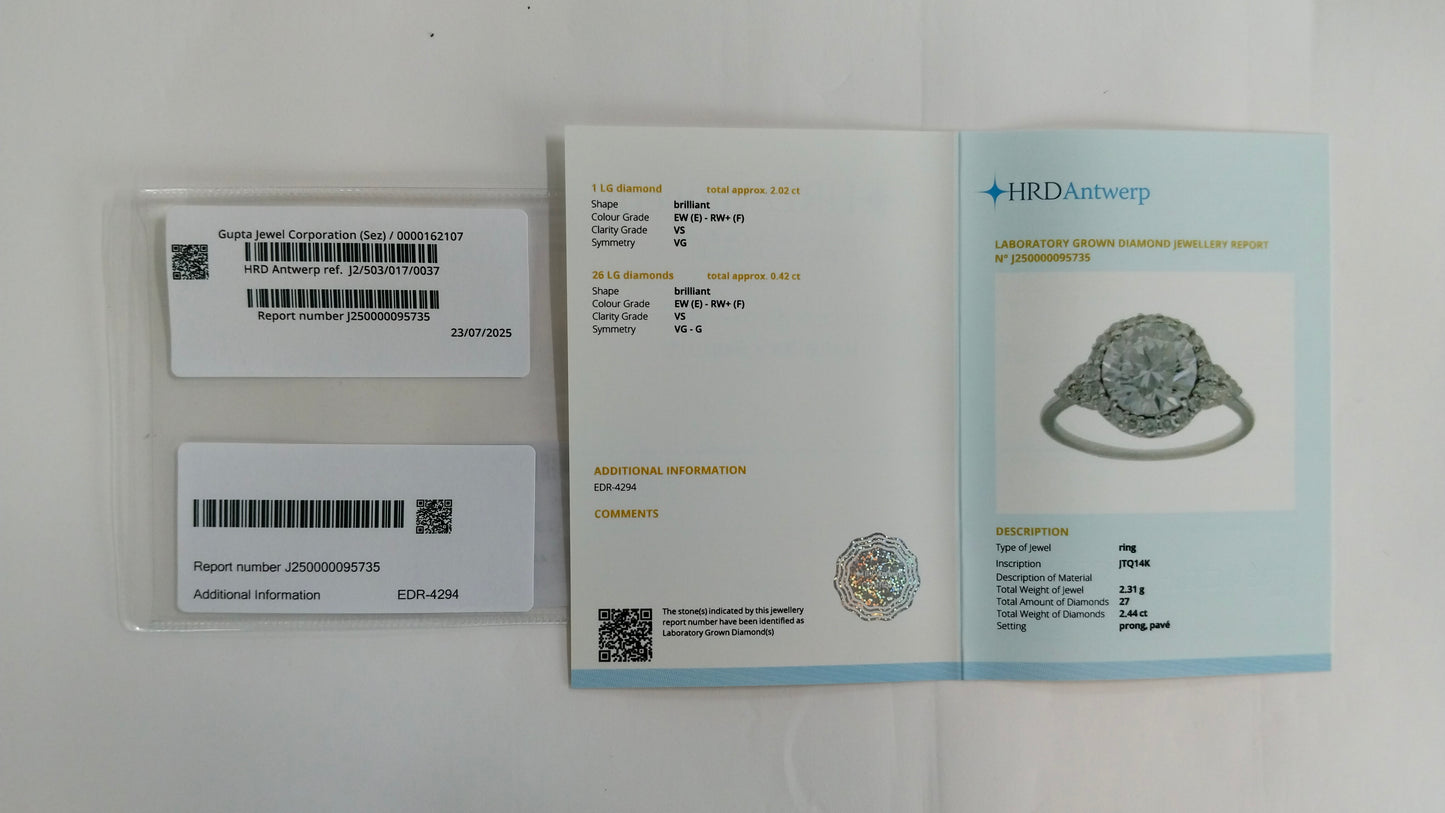 Gupta Jewel Corporation (Sez) / 0000162107
HRD Antwerp ref. J2/503/017/0037
Report number J250000095735
23/07/2025
Report number J250000095735
Additional Information EDR-4294
1 LG diamond total approx. 2.02 ct
Shape brilliant
Colour Grade EW (E) - RW+ (F)
Clarity Grade VS
Symmetry VG
26 LG diamonds total approx. 0.42 ct
Shape brilliant
Colour Grade EW (E) - RW+ (F)
Clarity Grade VS
Symmetry VG - G
ADDITIONAL INFORMATION
EDR-4294
COMMENTS
The stone(s) indicated by this jewellery
report number have been identified as
Laboratory Grown Diamond(s)
HRD Antwerp
LABORATORY GROWN DIAMOND JEWELLERY REPORT
N° J250000095735
DESCRIPTION
Type of Jewel ring
Inscription JTQ14K
Description of Material
Total Weight of Jewel 2.31 g
Total Amount of Diamonds 27
Total Weight of Diamonds 2.44 ct
Setting prong, pavé